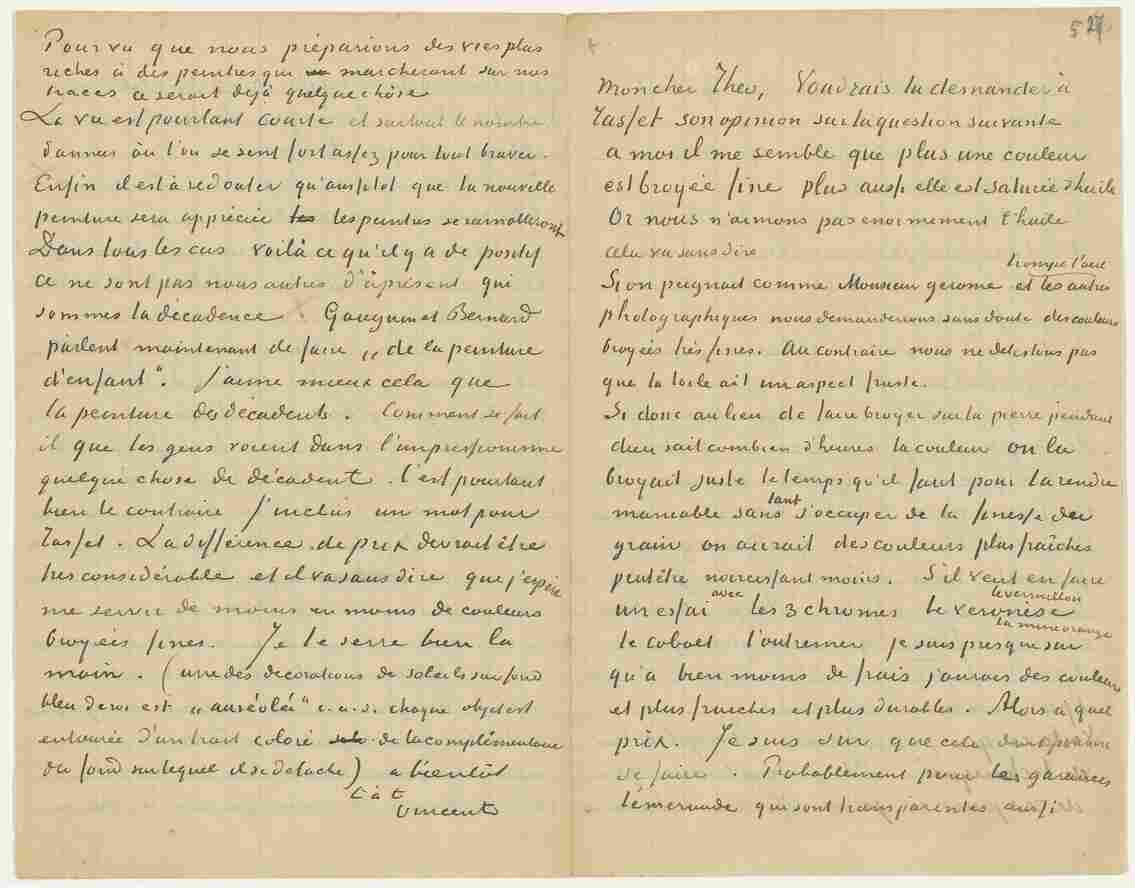 Pourvu que nous préparions des vies plus
riches à des peintres qui marcheront sur nos
traces ce serait déjà quelque chôse
La vie est pourtant courte et surtout le nombre
d'annees où l'on se sent fort assez pour tout braver.
Enfin il est à redouter qu'aussitot que la nouvelle
peinture sera appréciée les les peintres se ramolliront
Dans tous les cas voilà ce qu'il y a de positif
ce ne sont pas nous autres d'àpresent qui
sommes la décadence. Gauguin et Bernard
parlent maintenant de faire „de la peinture
d'enfant". J'aime mieux cela que
la peinture des décadents. Comment se fait
il que les gens voient dans l'impressionisme
quelque chose de décadent. C'est pourtant
bien le contraire J'inclus un mot pour
Tasset. La différence de prix devrait être
tres considérable et il va sans dire que j'espère
me servir de moins en moins de couleurs
broyées fines. Je te serre bien la
main. (une des decorations de soleils sur fond
bleu de roi est „auréolée" c.a.d. chaque objet est
entourée d'un trait coloré de la complémentaire
du fond sur lequel il se detache) a bientôt
t. à t.
Vincent
527
Mon cher Theo, Voudrais tu demander à
Tasset son opinion sur la question suivante
a moi il me semble que plus une couleur
est broyée fine plus aussi elle est saturée d'huile
Or nous n'aimons pas enormement l'huile
cela va sans dire
Si on peignait comme Monsieur gerome et les autres trompe l'oeil
photographiques nous demanderions sans doute des couleurs
broyées très fines. Au contraire nous ne detestons pas
que la toile ait un aspect fruste.
Si donc au lieu de faire broyer sur la pierre pendant
dieu sait combien d'heures la couleur on la
broyait juste le temps qu'il faut pour la rendre
maniable sans tant s'occuper de la finesse du
grain on aurait des couleurs plus fraîches
peutêtre noircissant moins. S'il veut en faire
un essai avec les 3 chromes le veronèse le vermillon
la mine orange
le cobalt l'outremer je suis presque sur
qu'a bien moins de frais j'aurais des couleurs
et plus fraiches et plus durables. Alors à quel
prix. Je suis sur que cela doit pouvoir
se faire. Probablement pour les garances
l'émeraude qui sont transparentes aussi